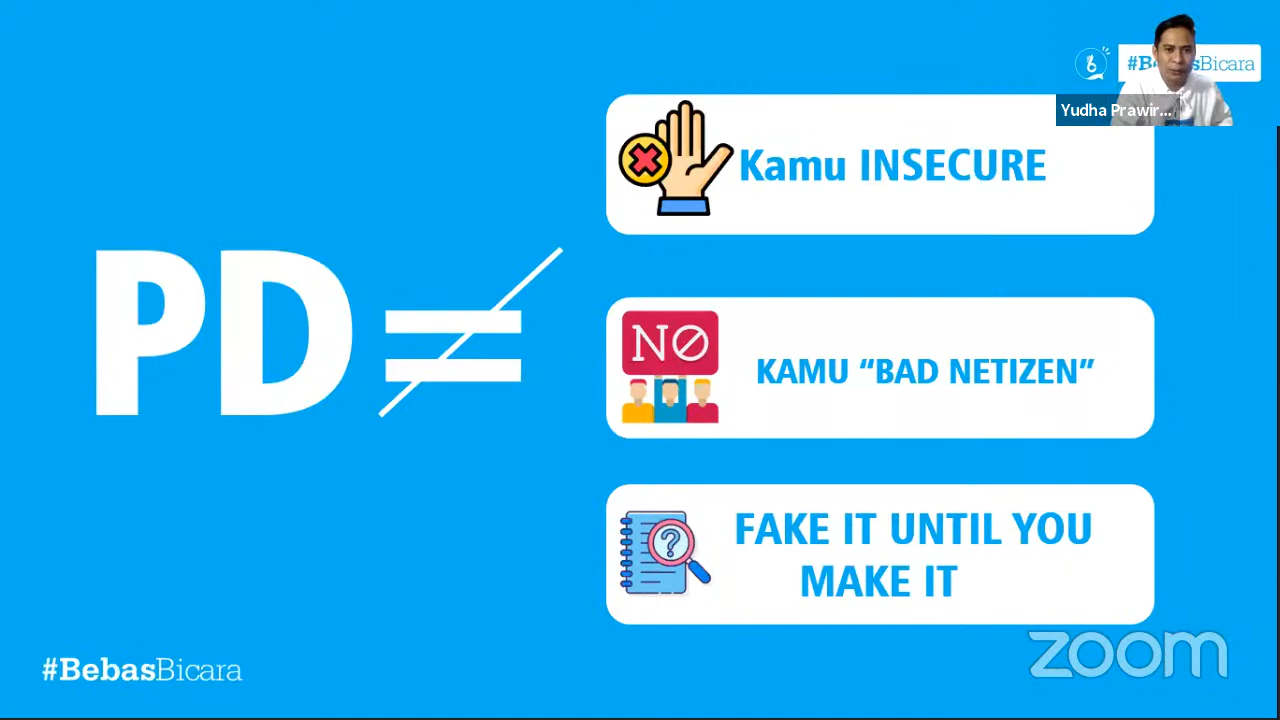 #BebasBicara
Yudha Prawir...
Kamu INSECURE
PD ≠
NO
KAMU “BAD NETIZEN”
?
FAKE IT UNTIL YOU
MAKE IT
zoom
#BebasBicara